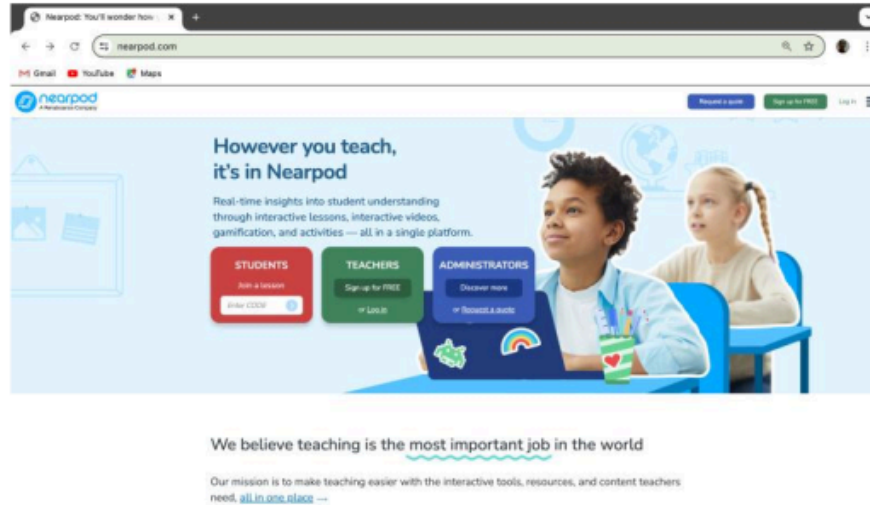 Nearpod: You'll wonder how
nearpod.com
Gmail YouTube Maps
nearpod
A Renaissance Company
Request a quote Sign up for FREE Log in
However you teach,
it's in Nearpod
Real-time insights into student understanding
through interactive lessons, interactive videos,
gamification, and activities — all in a single platform.
STUDENTS
Join a lesson
Enter CODE
TEACHERS
Sign up for FREE
or Log in
ADMINISTRATORS
Discover more
or Request a quote
We believe teaching is the most important job in the world
Our mission is to make teaching easier with the interactive tools, resources, and content teachers
need, all in one place →